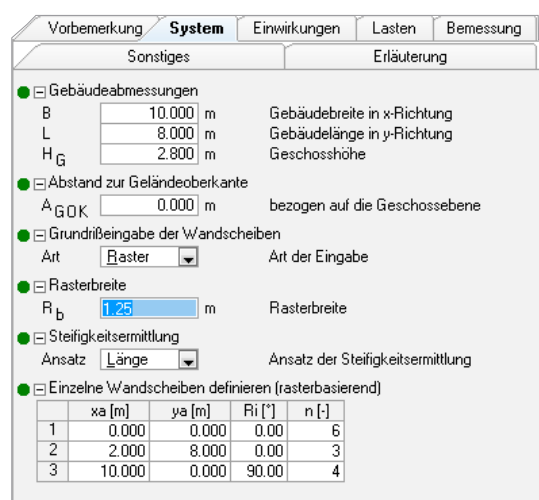 Vorbemerkung System Einwirkungen Lasten Bemessung
Sonstiges Erläuterung
Gebäudeabmessungen
B 10.000 m Gebäudebreite in x-Richtung
L 8.000 m Gebäudelänge in y-Richtung
H G 2.800 m Geschosshöhe
Abstand zur Geländeoberkante
A GOK 0.000 m bezogen auf die Geschossebene
Grundrißeingabe der Wandscheiben
Art Raster Art der Eingabe
Rasterbreite
R b 1.25 m Rasterbreite
Steifigkeitsermittlung
Ansatz Länge Ansatz der Steifigkeitsermittlung
Einzelne Wandscheiben definieren (rasterbasierend)
xa [m] ya [m] Ri [°] n [-]
1 0.000 0.000 0.00 6
2 2.000 8.000 0.00 3
3 10.000 0.000 90.00 4